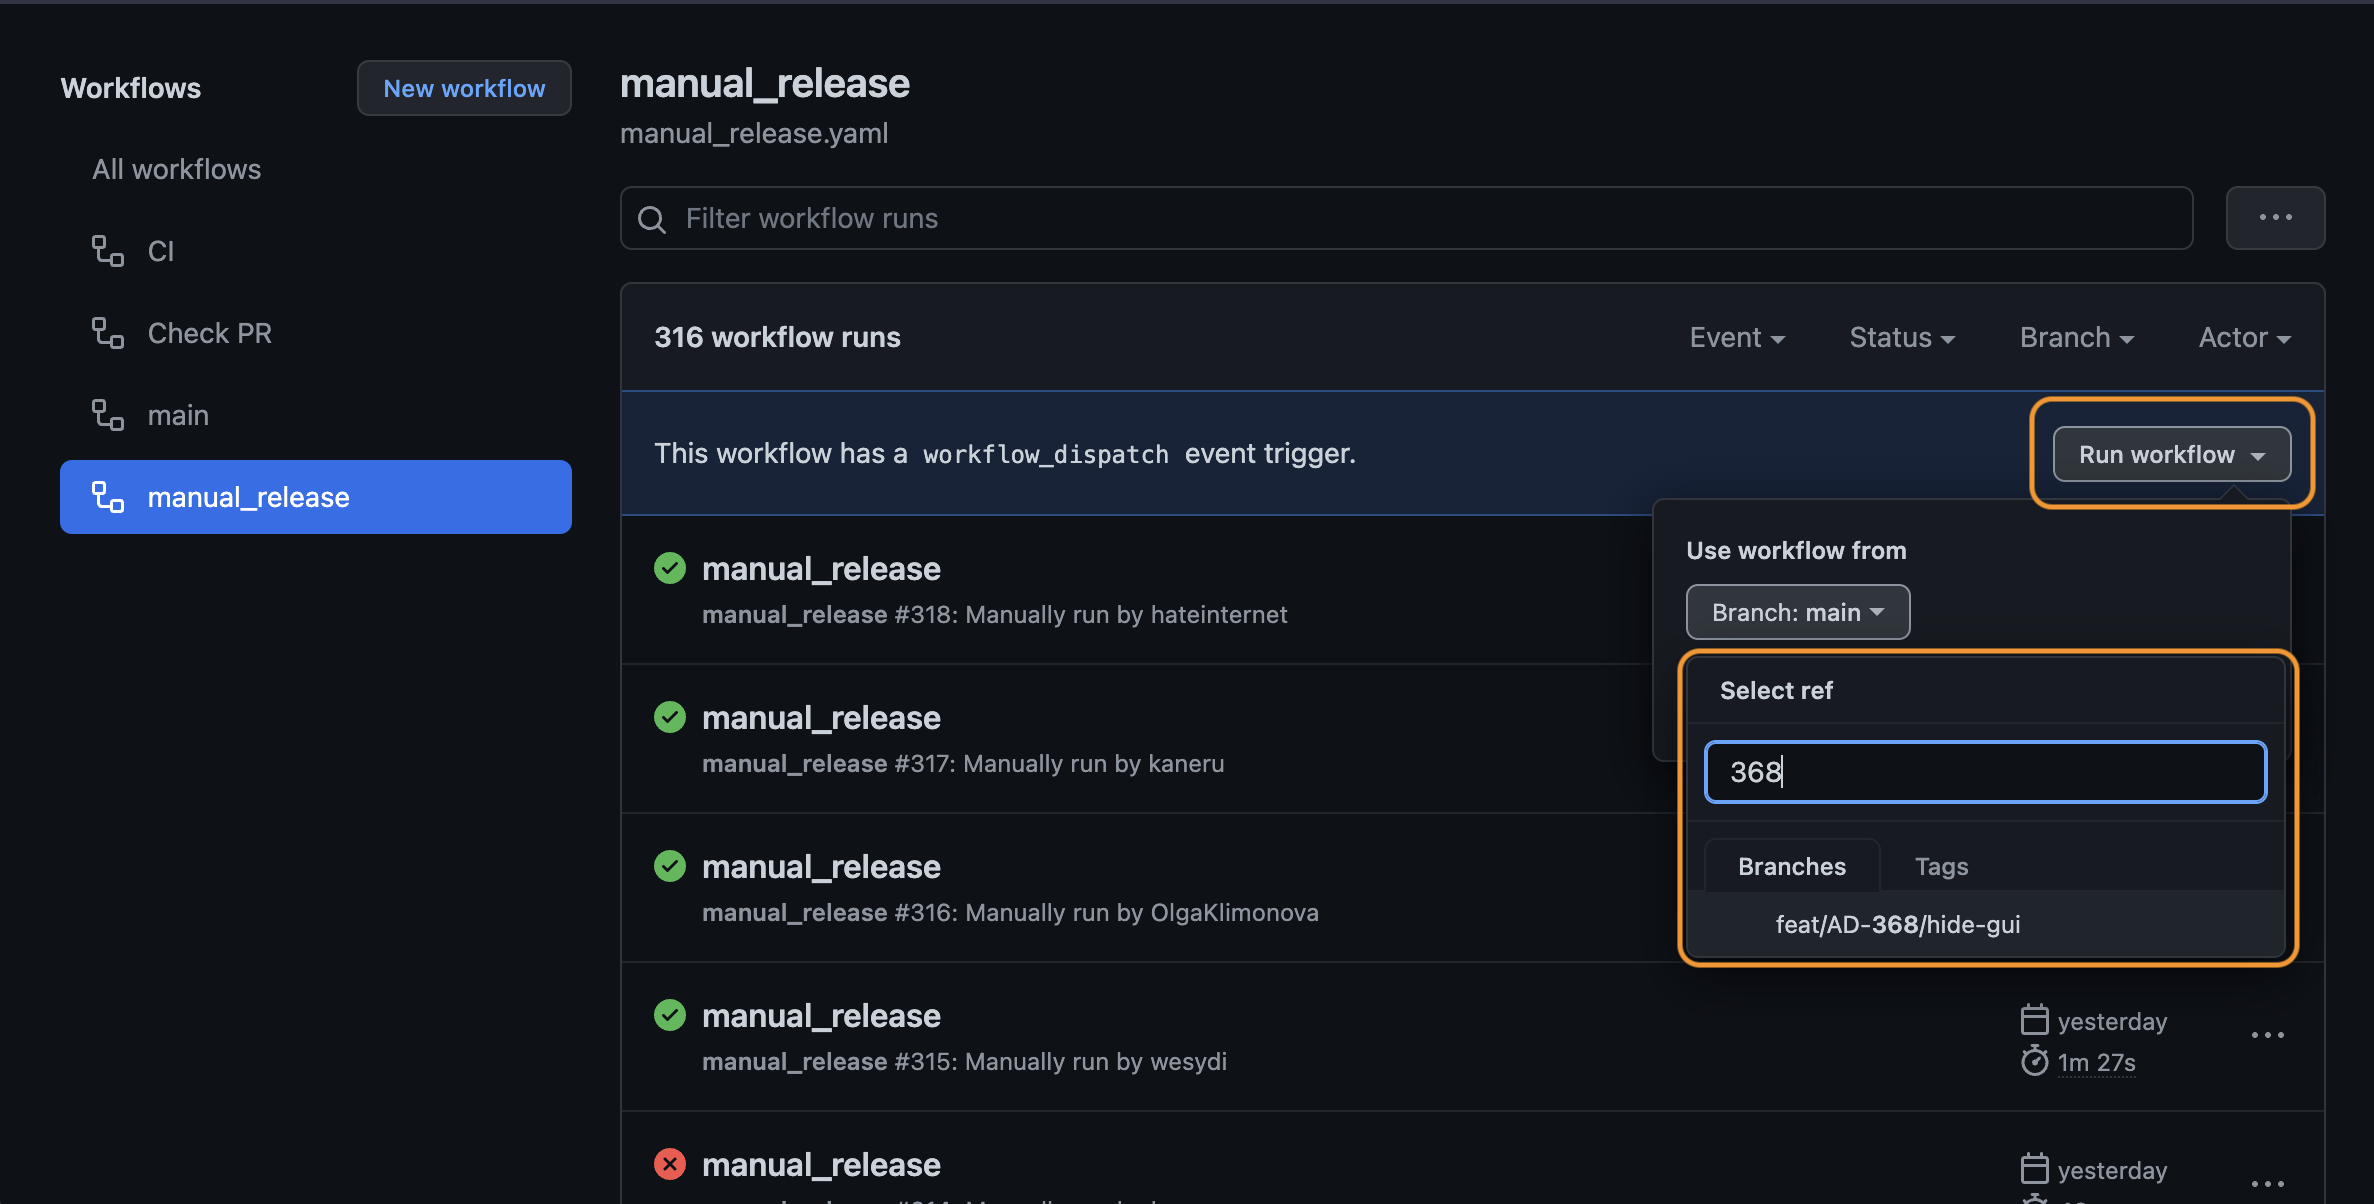 Workflows
New workflow
All workflows
CI
Check PR
main
manual_release
manual_release
manual_release.yaml
Filter workflow runs
316 workflow runs
Event
Status
Branch
Actor
This workflow has a workflow_dispatch event trigger.
Run workflow
Use workflow from
Branch: main
Select ref
368
Branches
Tags
feat/AD-368/hide-gui
manual_release
manual_release #318: Manually run by hateinternet
manual_release
manual_release #317: Manually run by kaneru
manual_release
manual_release #316: Manually run by OlgaKlimonova
manual_release
manual_release #315: Manually run by wesydi
yesterday
1m 27s
manual_release
yesterday